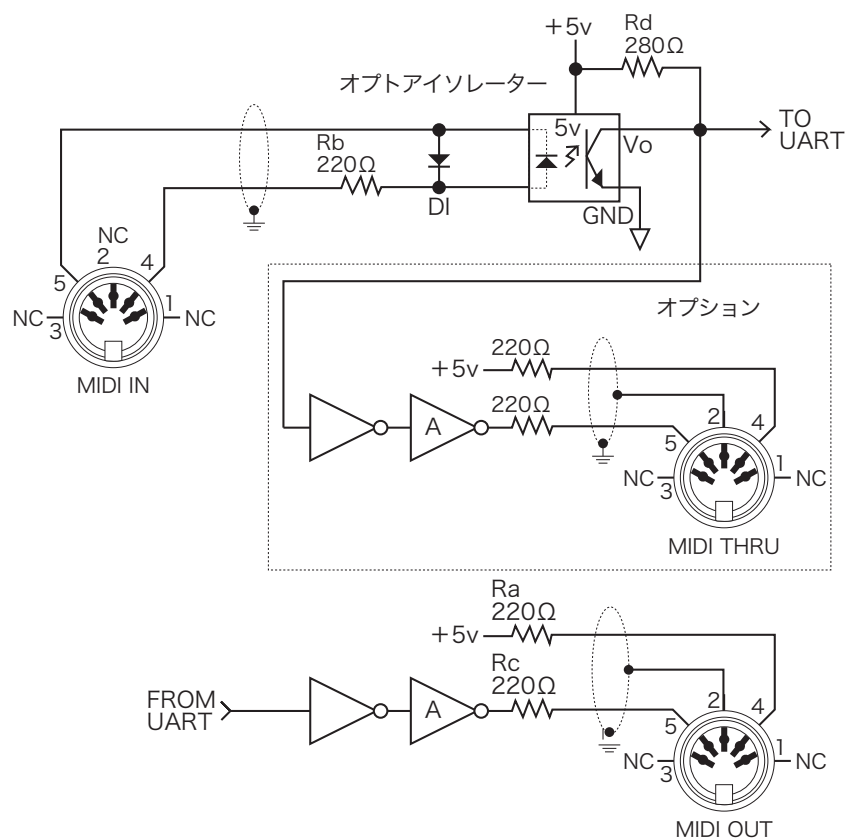 +5v
Rd
280Ω
オプトアイソレーター
5v
Vo
TO
UART
Rb
220Ω
DI
GND
NC
2
5
4
NC
3
1
NC
MIDI IN
オプション
220Ω
+5v
220Ω
A
2
4
5
1
NC
3
NC
MIDI THRU
Ra
220Ω
+5v
Rc
220Ω
FROM
UART
A
2
4
5
1
NC
3
NC
MIDI OUT